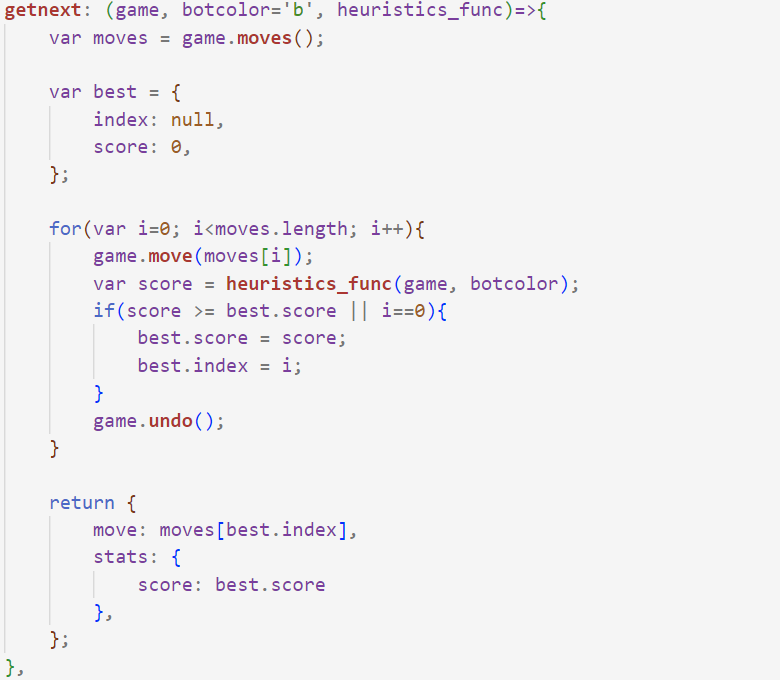 getnext: (game, botcolor='b', heuristics_func)=>{
    var moves = game.moves();

    var best = {
        index: null,
        score: 0,
    };

    for(var i=0; i<moves.length; i++){
        game.move(moves[i]);
        var score = heuristics_func(game, botcolor);
        if(score >= best.score || i==0){
            best.score = score;
            best.index = i;
        }
        game.undo();
    }

    return {
        move: moves[best.index],
        stats: {
            score: best.score
        },
    };
},